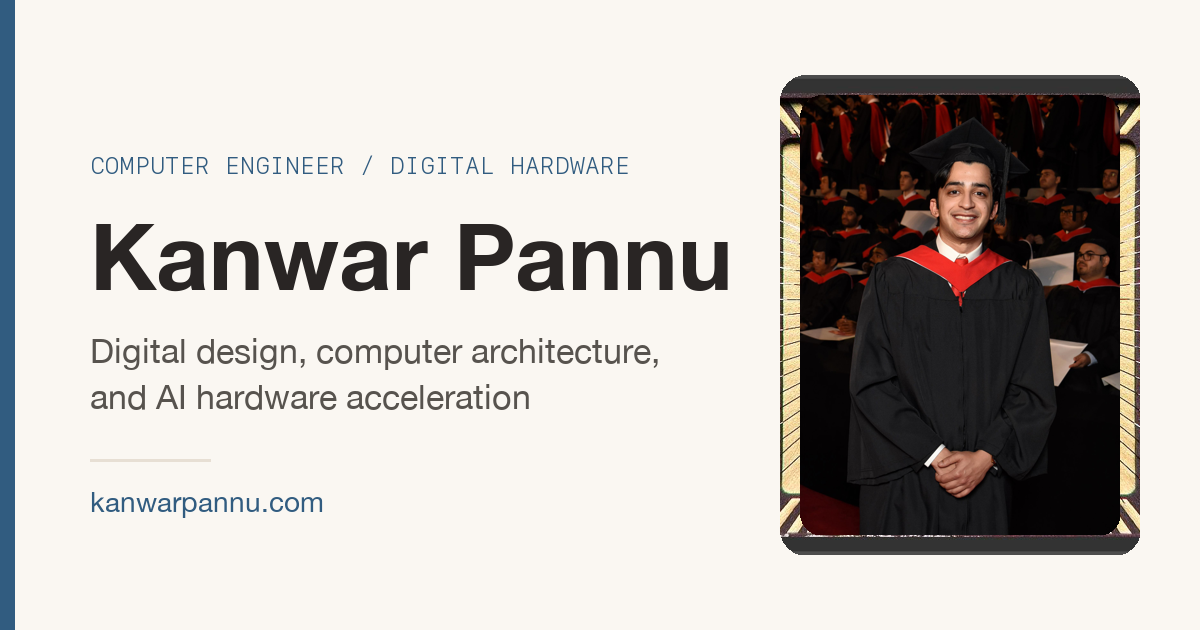 COMPUTER ENGINEER / DIGITAL HARDWARE
Kanwar Pannu
Digital design, computer architecture,
and AI hardware acceleration
kanwarpannu.com